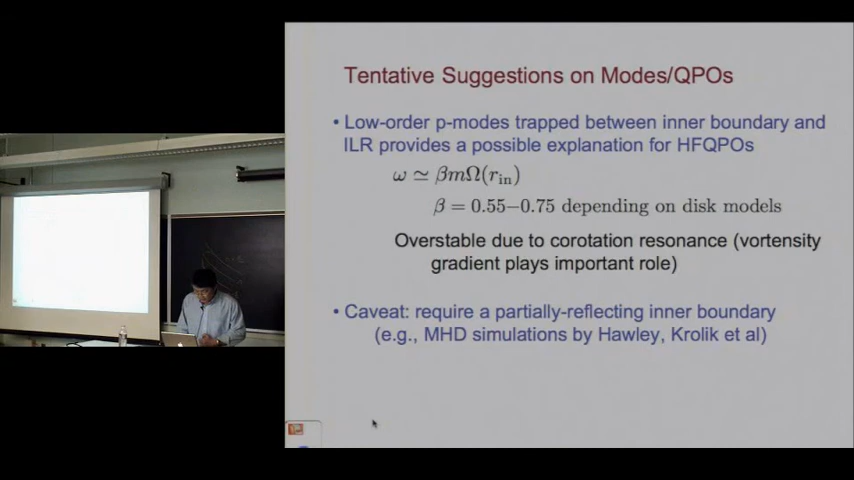 Tentative Suggestions on Modes/QPOs
• Low-order p-modes trapped between inner boundary and
ILR provides a possible explanation for HFQPOs
ω ≃ βmΩ(r_in)
β = 0.55–0.75 depending on disk models
Overstable due to corotation resonance (vortensity
gradient plays important role)
• Caveat: require a partially-reflecting inner boundary
(e.g., MHD simulations by Hawley, Krolik et al)